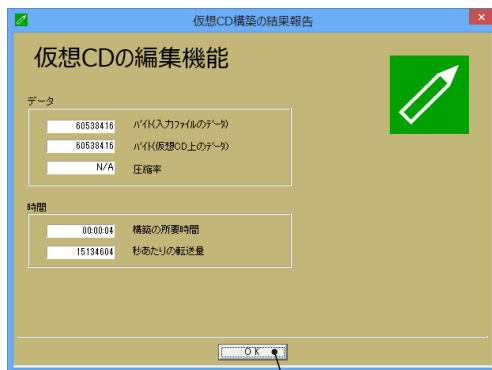 仮想CD構築の結果報告
仮想CDの編集機能
データ
60538416 ﾊﾞｲﾄ(入力ﾌｧｲﾙのﾃﾞｰﾀ)
60538416 ﾊﾞｲﾄ(仮想CD上のﾃﾞｰﾀ)
N/A 圧縮率
時間
00:00:04 構築の所要時間
15134604 秒あたりの転送量
OK